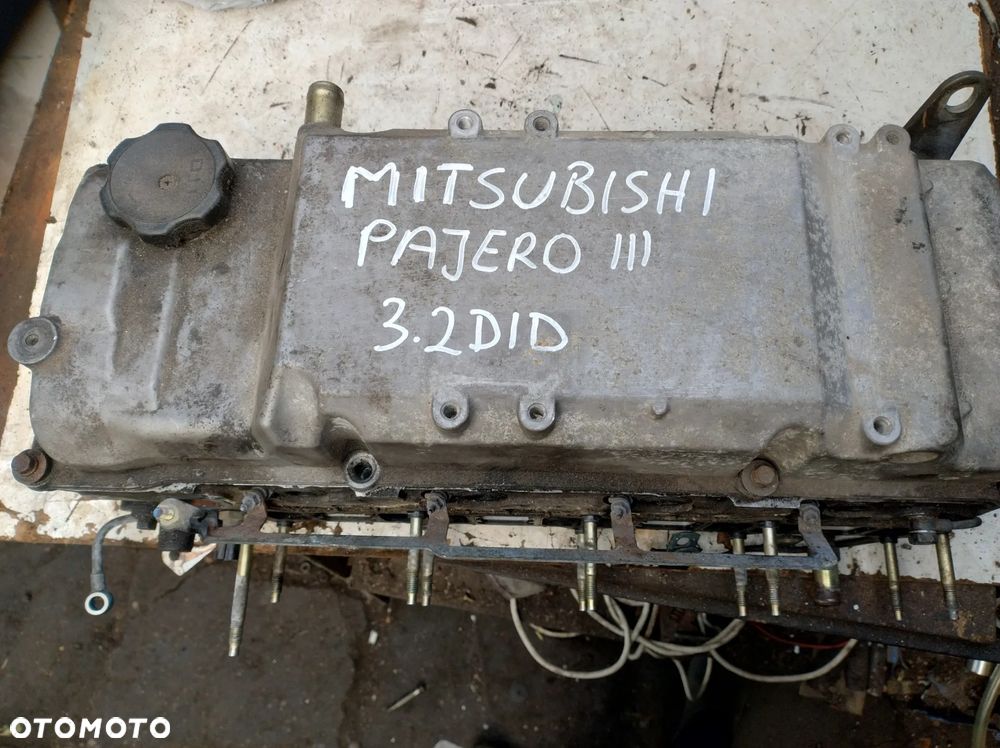 MITSUBISHI
PAJERO III
3.2DID
OTOMOTO